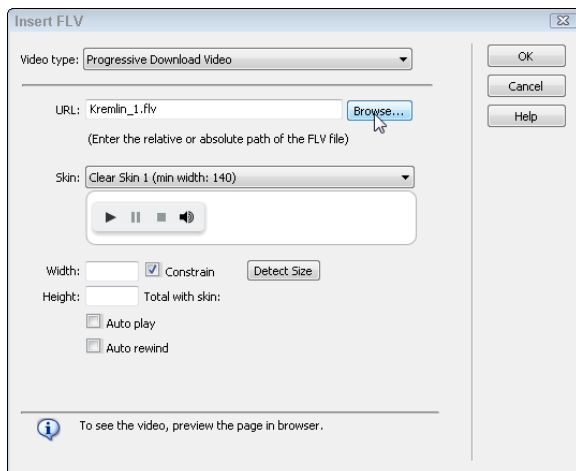 Insert FLV
Video type: Progressive Download Video
OK
Cancel
Help
URL: Kremlin_1.flv Browse...
(Enter the relative or absolute path of the FLV file)
Skin: Clear Skin 1 (min width: 140)
Width: Constrain Detect Size
Height: Total with skin:
Auto play
Auto rewind
To see the video, preview the page in browser.